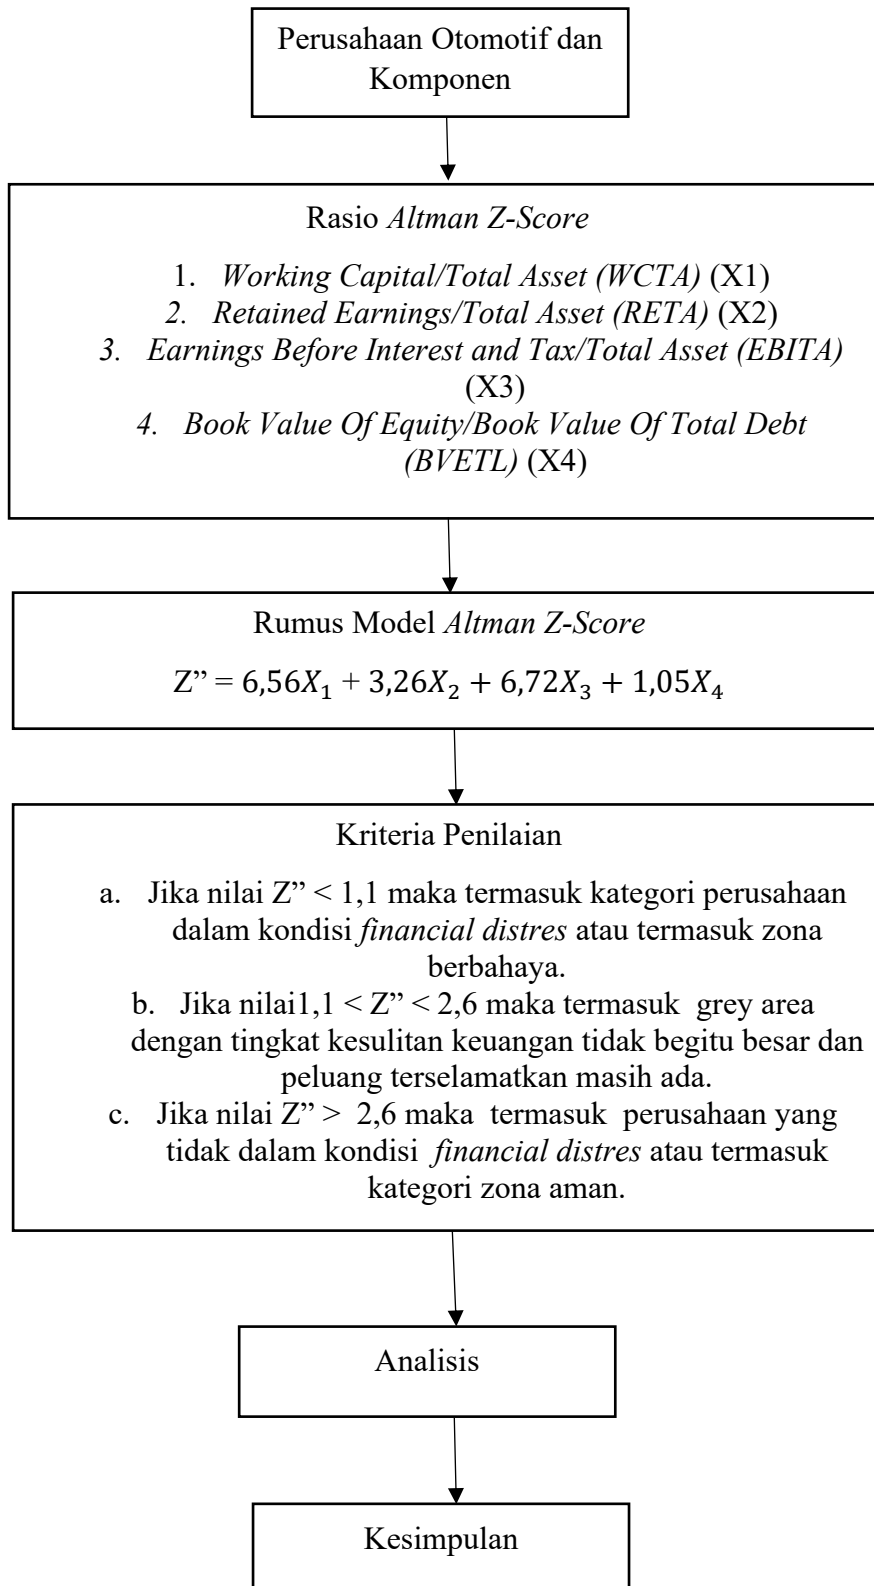 Perusahaan Otomotif dan
Komponen
Rasio Altman Z-Score
1. Working Capital/Total Asset (WCTA) (X1)
2. Retained Earnings/Total Asset (RETA) (X2)
3. Earnings Before Interest and Tax/Total Asset (EBITA)
(X3)
4. Book Value Of Equity/Book Value Of Total Debt
(BVETL) (X4)
Rumus Model Altman Z-Score
Z” = 6,56𝑋₁ + 3,26𝑋₂ + 6,72𝑋₃ + 1,05𝑋₄
Kriteria Penilaian
a. Jika nilai Z” < 1,1 maka termasuk kategori perusahaan
dalam kondisi financial distres atau termasuk zona
berbahaya.
b. Jika nilai1,1 < Z” < 2,6 maka termasuk grey area
dengan tingkat kesulitan keuangan tidak begitu besar dan
peluang terselamatkan masih ada.
c. Jika nilai Z” > 2,6 maka termasuk perusahaan yang
tidak dalam kondisi financial distres atau termasuk
kategori zona aman.
Analisis
Kesimpulan